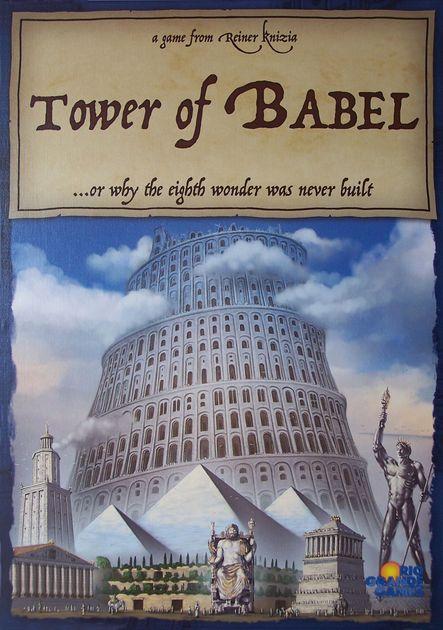 a game from Reiner Knizia
Tower of BABEL
...or why the eighth wonder was never built
RIO
GRANDE
GAMES